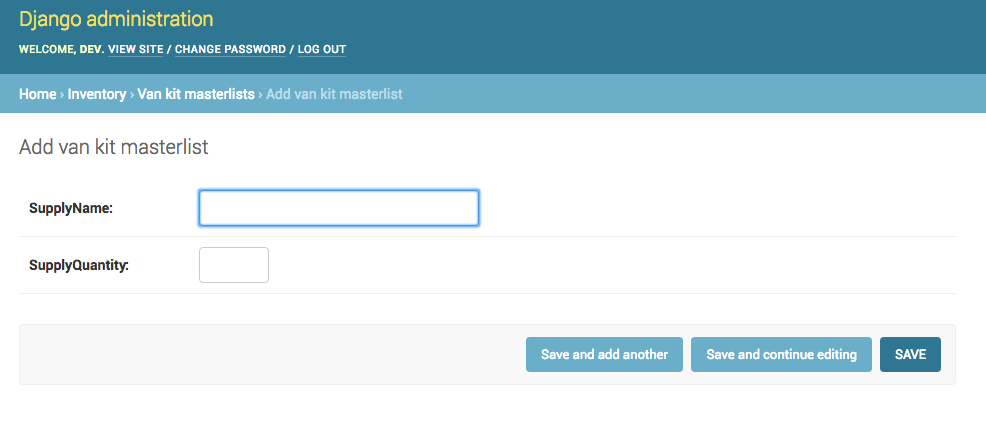 Django administration
WELCOME, DEV. VIEW SITE / CHANGE PASSWORD / LOG OUT
Home › Inventory › Van kit masterlists › Add van kit masterlist
Add van kit masterlist
SupplyName:
SupplyQuantity:
Save and add another Save and continue editing SAVE